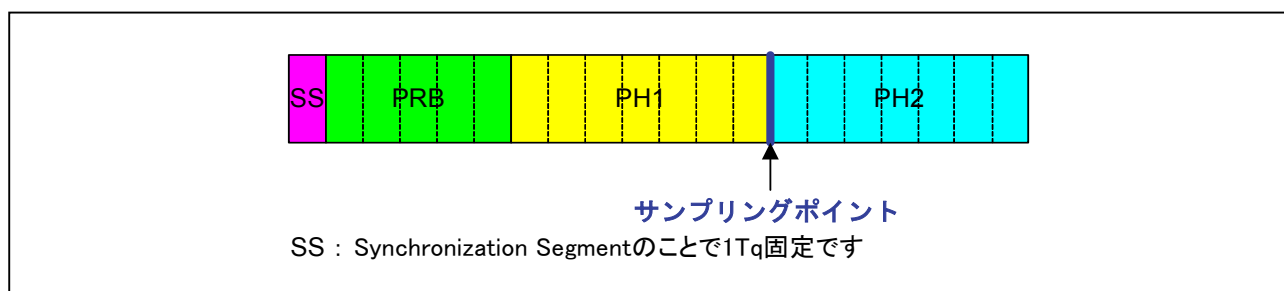 SS PRB PH1 PH2
サンプリングポイント
SS : Synchronization Segmentのことで1Tq固定です